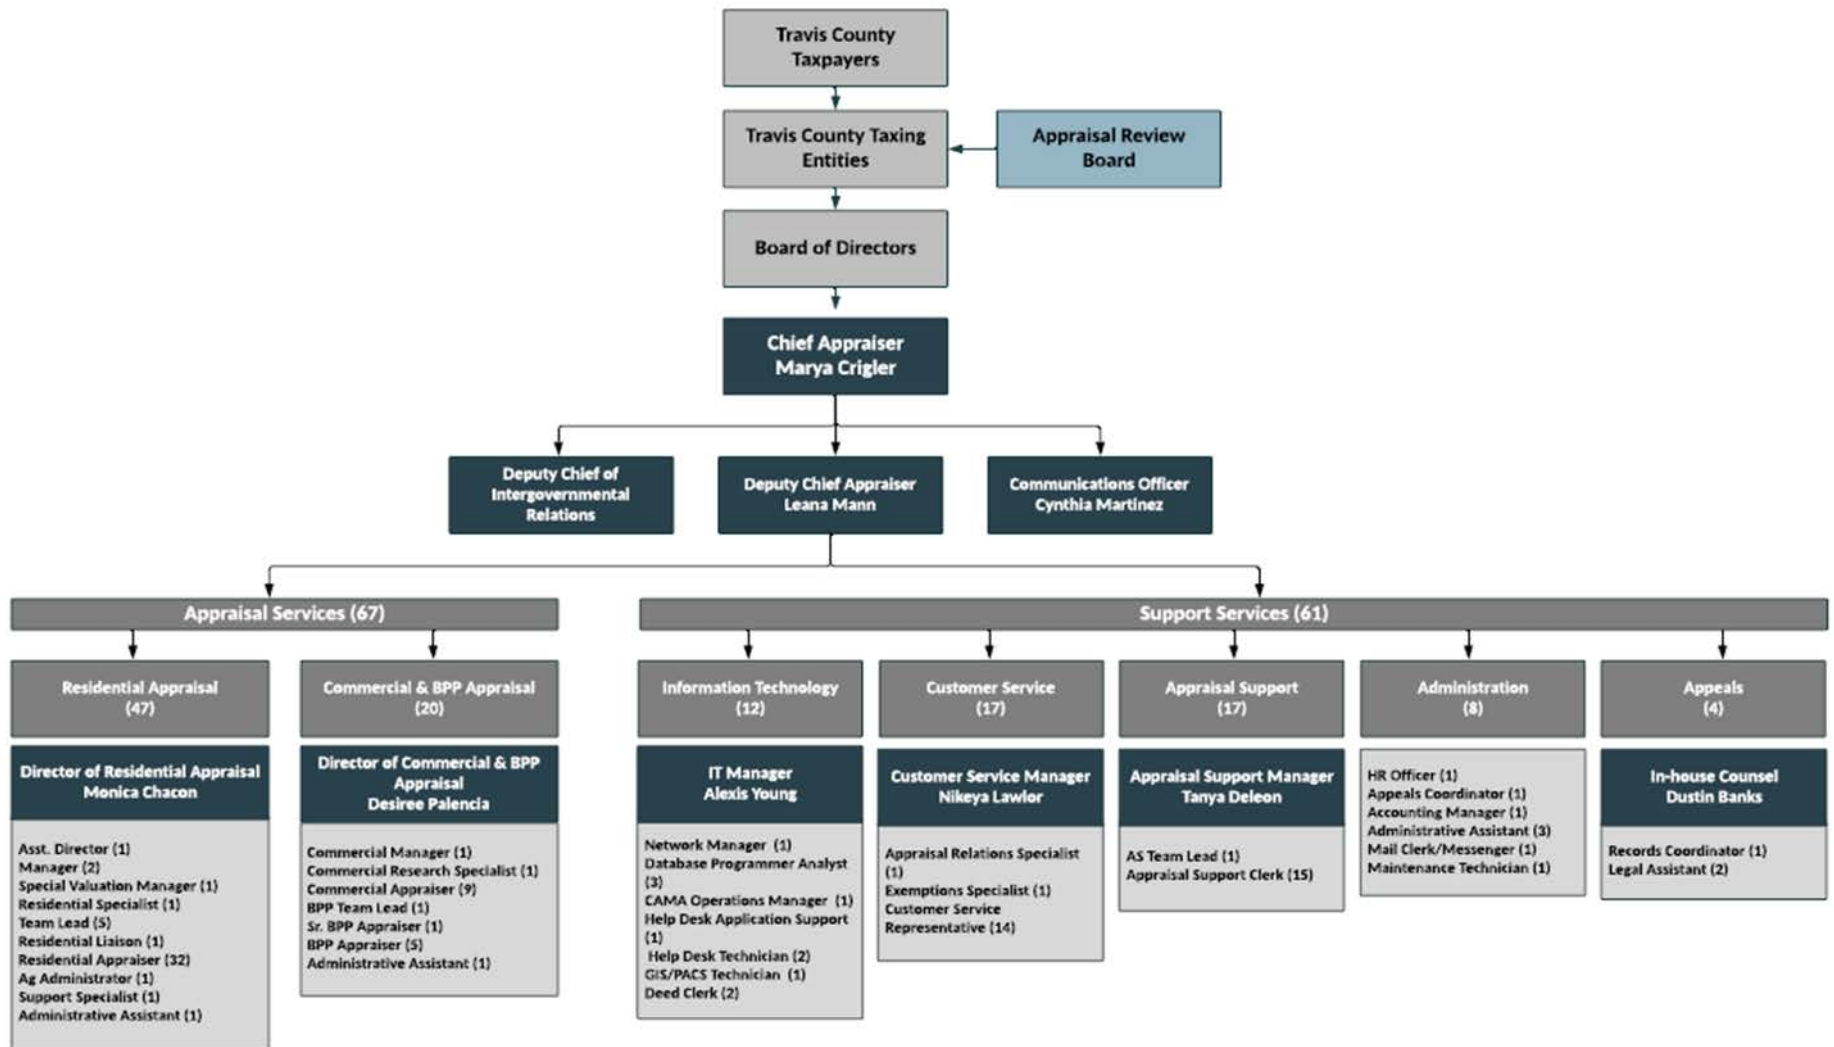 Travis County
Taxpayers
Travis County Taxing
Entities
Appraisal Review
Board
Board of Directors
Chief Appraiser
Marya Crigler
Deputy Chief of
Intergovernmental
Relations
Deputy Chief Appraiser
Leana Mann
Communications Officer
Cynthia Martinez
Appraisal Services (67)
Support Services (61)
Residential Appraisal
(47)
Director of Residential Appraisal
Monica Chacon
Asst. Director (1)
Manager (2)
Special Valuation Manager (1)
Residential Specialist (1)
Team Lead (5)
Residential Liaison (1)
Residential Appraiser (32)
Ag Administrator (1)
Support Specialist (1)
Administrative Assistant (1)
Commercial & BPP Appraisal
(20)
Director of Commercial & BPP
Appraisal
Desiree Palencia
Commercial Manager (1)
Commercial Research Specialist (1)
Commercial Appraiser (9)
BPP Team Lead (1)
Sr. BPP Appraiser (1)
BPP Appraiser (5)
Administrative Assistant (1)
Information Technology
(12)
IT Manager
Alexis Young
Network Manager (1)
Database Programmer Analyst
(3)
CAMA Operations Manager (1)
Help Desk Application Support
(1)
Help Desk Technician (2)
GIS/PACS Technician (1)
Deed Clerk (2)
Customer Service
(17)
Customer Service Manager
Nikeya Lawlor
Appraisal Relations Specialist
(1)
Exemptions Specialist (1)
Customer Service
Representative (14)
Appraisal Support
(17)
Appraisal Support Manager
Tanya Deleon
AS Team Lead (1)
Appraisal Support Clerk (15)
Administration
(8)
HR Officer (1)
Appeals Coordinator (1)
Accounting Manager (1)
Administrative Assistant (3)
Mail Clerk/Messenger (1)
Maintenance Technician (1)
Appeals
(4)
In-house Counsel
Dustin Banks
Records Coordinator (1)
Legal Assistant (2)